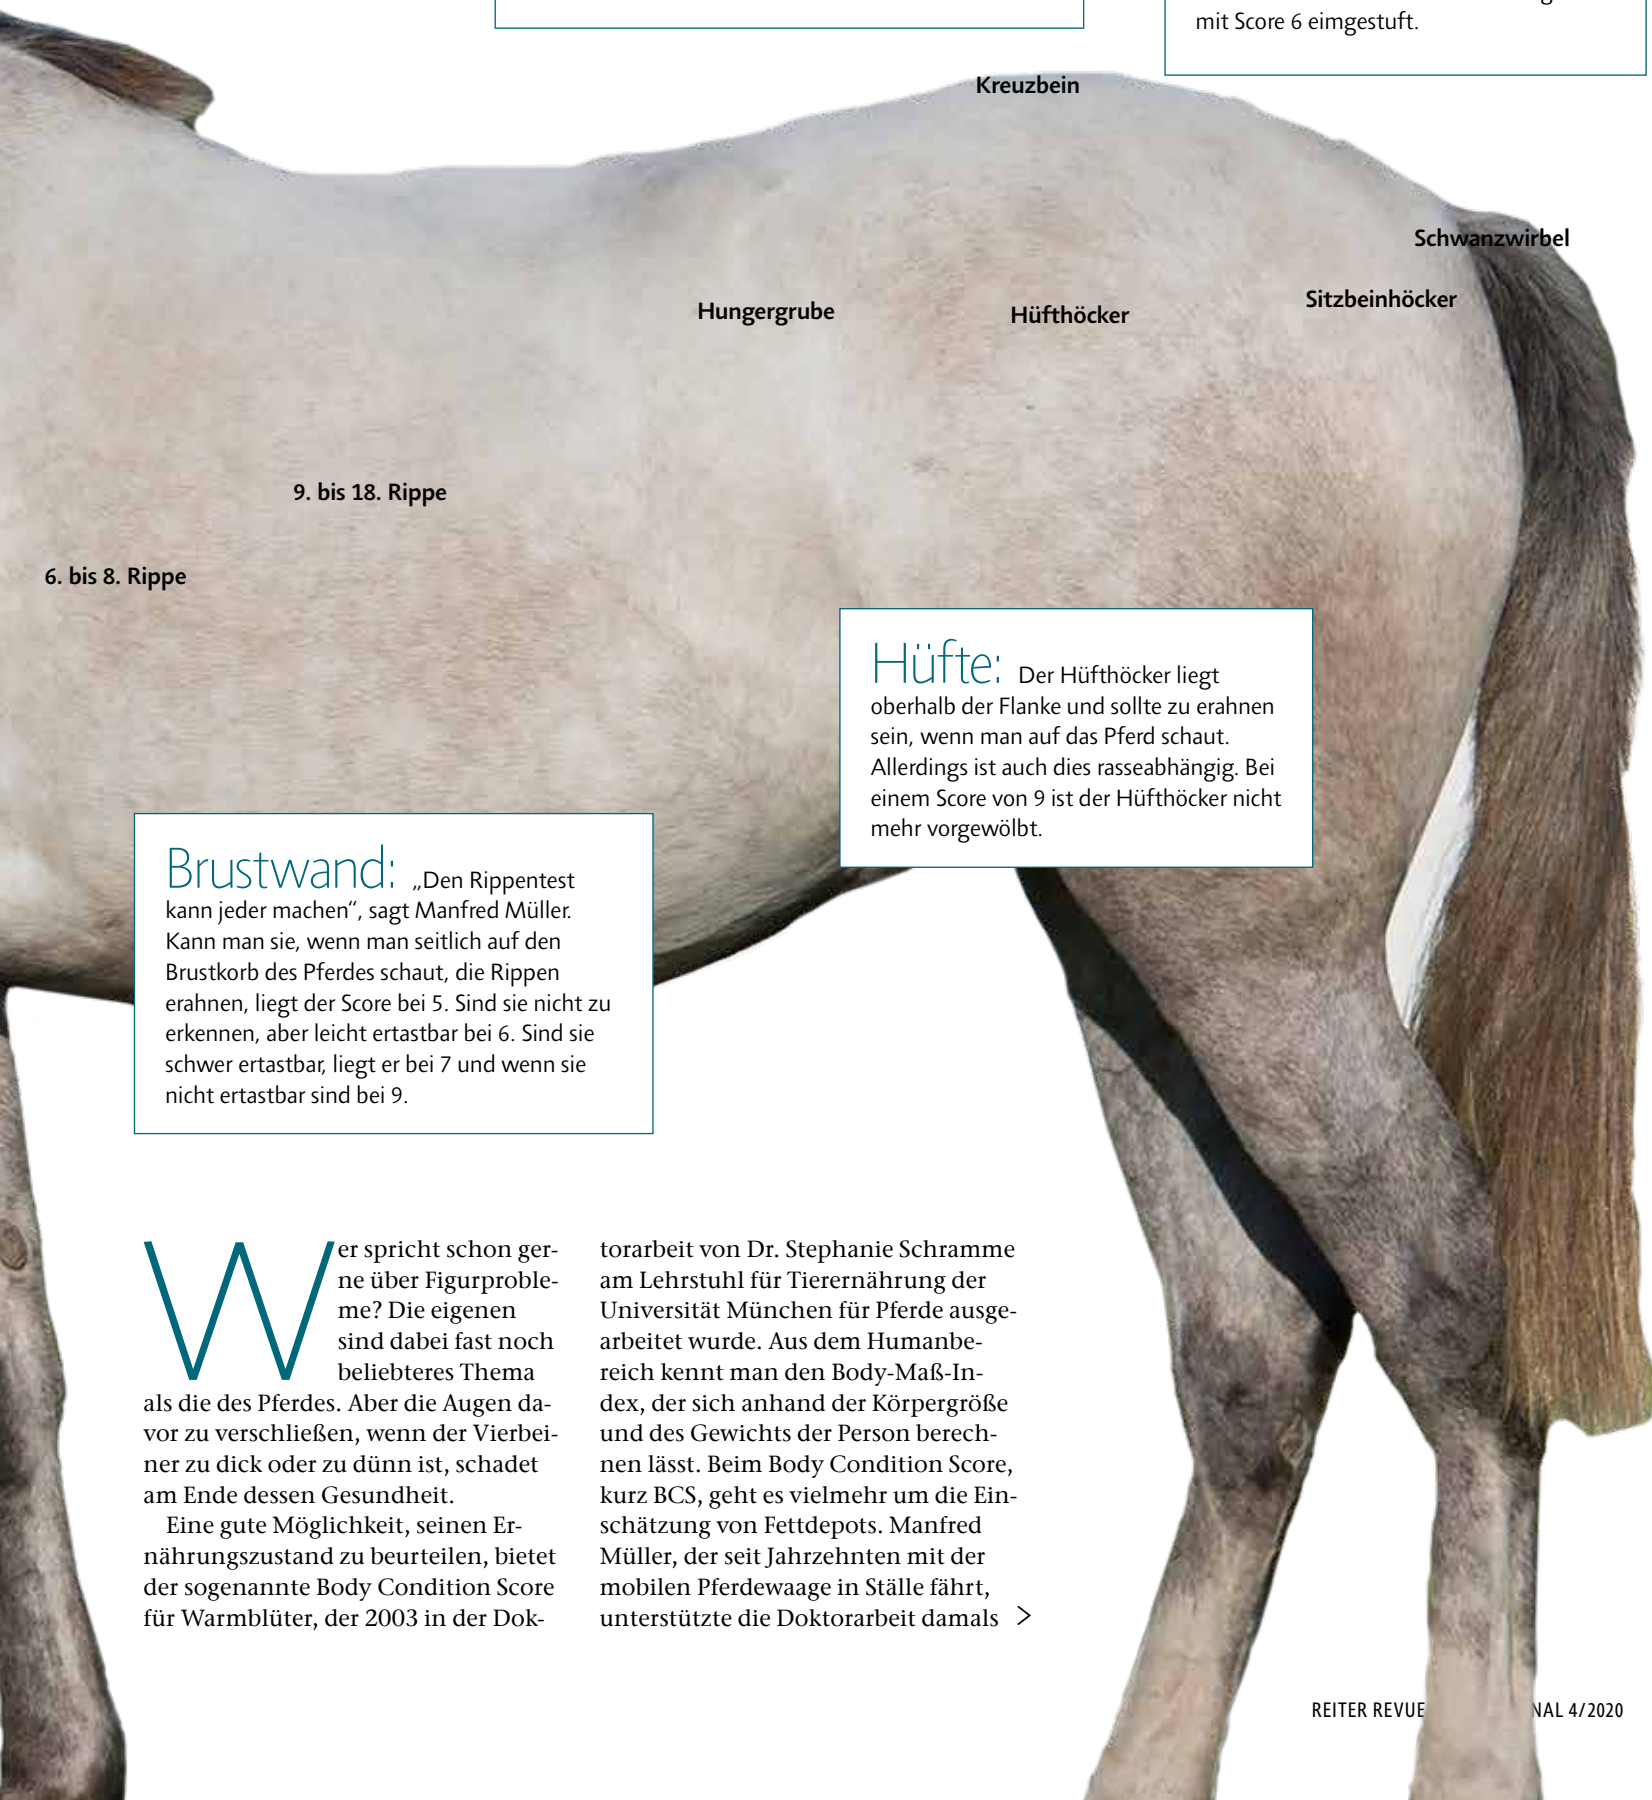 mit Score 6 eimgestuft.
Kreuzbein
Schwanzwirbel
Sitzbeinhöcker
Hungergrube
Hüfthöcker
9. bis 18. Rippe
6. bis 8. Rippe
Hüfte: Der Hüfthöcker liegt
oberhalb der Flanke und sollte zu erahnen
sein, wenn man auf das Pferd schaut.
Allerdings ist auch dies rasseabhängig. Bei
einem Score von 9 ist der Hüfthöcker nicht
mehr vorgewölbt.
Brustwand: „Den Rippentest
kann jeder machen“, sagt Manfred Müller.
Kann man sie, wenn man seitlich auf den
Brustkorb des Pferdes schaut, die Rippen
erahnen, liegt der Score bei 5. Sind sie nicht zu
erkennen, aber leicht ertastbar bei 6. Sind sie
schwer ertastbar, liegt er bei 7 und wenn sie
nicht ertastbar sind bei 9.
Wer spricht schon ger-
ne über Figurproble-
me? Die eigenen
sind dabei fast noch
beliebteres Thema
als die des Pferdes. Aber die Augen da-
vor zu verschließen, wenn der Vierbei-
ner zu dick oder zu dünn ist, schadet
am Ende dessen Gesundheit.
Eine gute Möglichkeit, seinen Er-
nährungszustand zu beurteilen, bietet
der sogenannte Body Condition Score
für Warmblüter, der 2003 in der Dok-
torarbeit von Dr. Stephanie Schramme
am Lehrstuhl für Tierernährung der
Universität München für Pferde ausge-
arbeitet wurde. Aus dem Humanbe-
reich kennt man den Body-Maß-In-
dex, der sich anhand der Körpergröße
und des Gewichts der Person berech-
nen lässt. Beim Body Condition Score,
kurz BCS, geht es vielmehr um die Ein-
schätzung von Fettdepots. Manfred
Müller, der seit Jahrzehnten mit der
mobilen Pferdewaage in Ställe fährt,
unterstützte die Doktorarbeit damals >
REITER REVUE NAL 4/2020